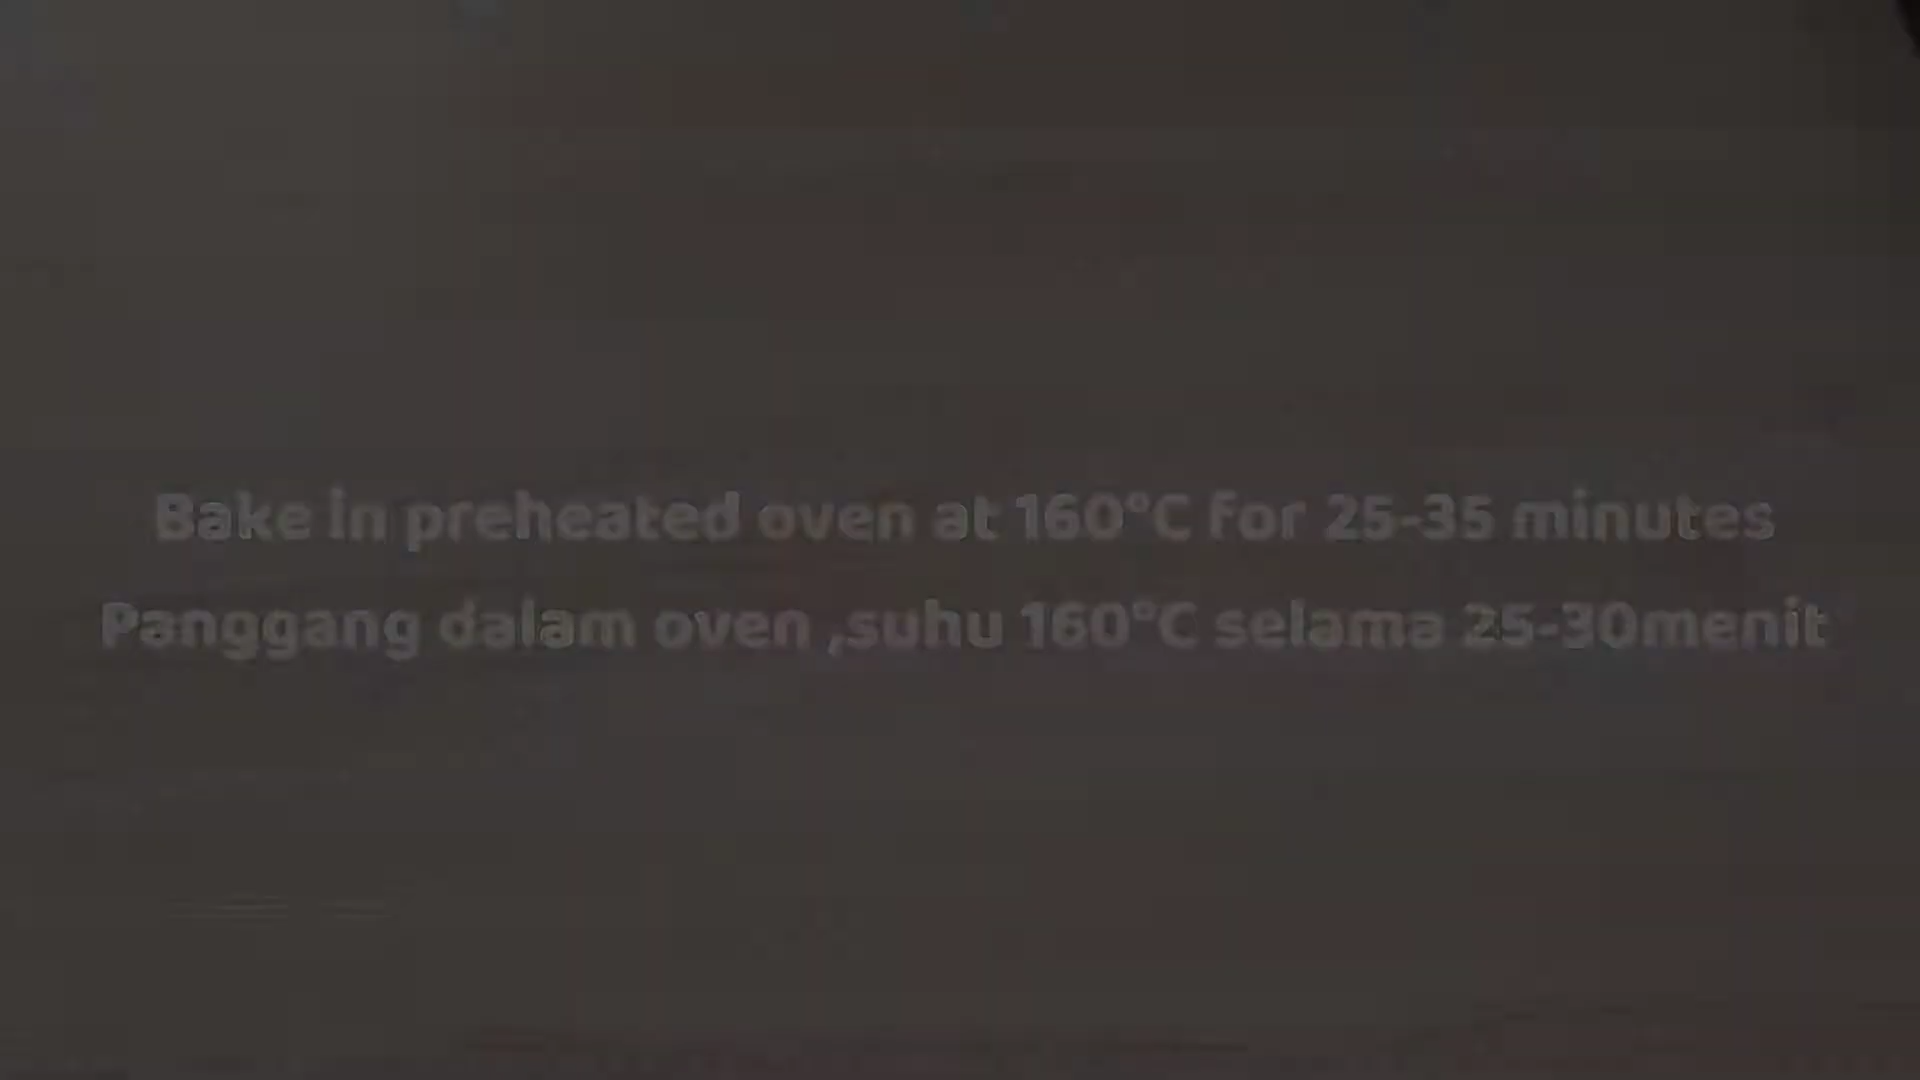 Bake in preheated oven at 160°C for 25-35 minutes
Panggang dalam oven ,suhu 160°C selama 25-30menit